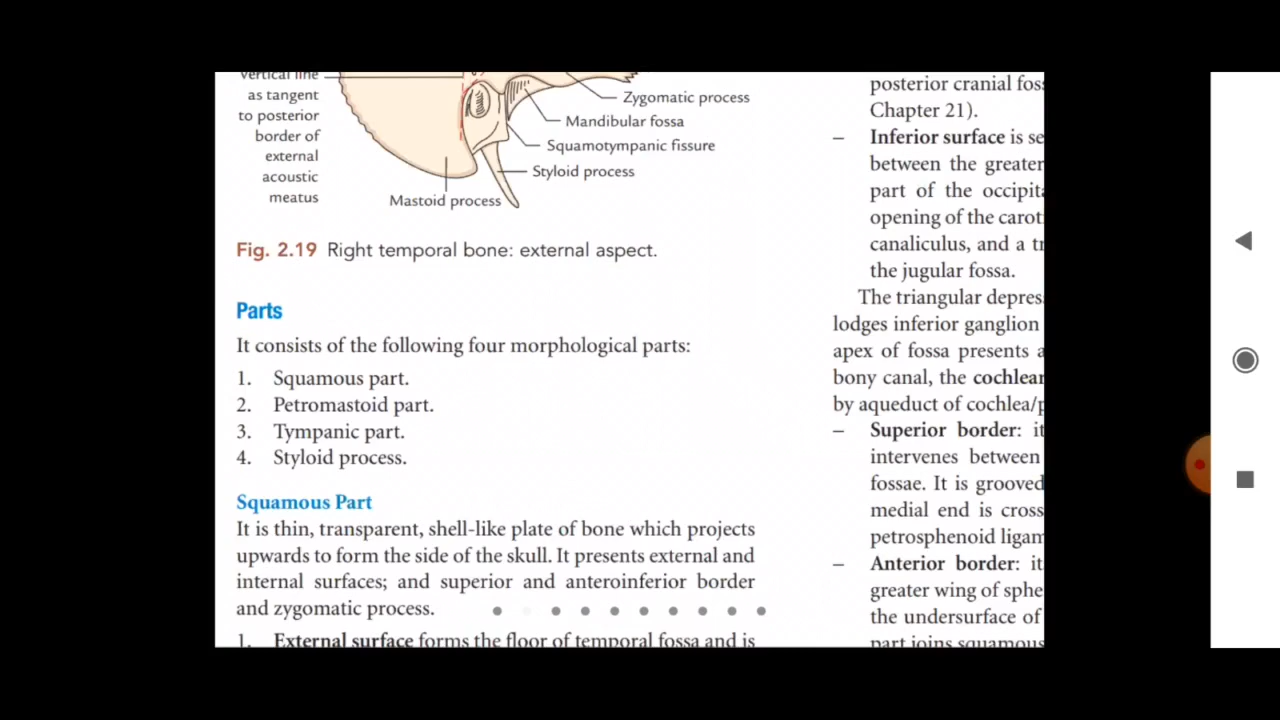 vertical line
as tangent
to posterior
border of
external
acoustic
meatus
Zygomatic process
Mandibular fossa
Squamotympanic fissure
Styloid process
Mastoid process
Fig. 2.19 Right temporal bone: external aspect.
Parts
It consists of the following four morphological parts:
1. Squamous part.
2. Petromastoid part.
3. Tympanic part.
4. Styloid process.
Squamous Part
It is thin, transparent, shell-like plate of bone which projects
upwards to form the side of the skull. It presents external and
internal surfaces; and superior and anteroinferior border
and zygomatic process.
1. External surface forms the floor of temporal fossa and is
posterior cranial fos
Chapter 21).
– Inferior surface is se
between the greater
part of the occipit
opening of the carot
canaliculus, and a tr
the jugular fossa.
The triangular depres
lodges inferior ganglion
apex of fossa presents a
bony canal, the cochlear
by aqueduct of cochlea/p
– Superior border: it
intervenes between
fossae. It is grooved
medial end is cross
petrosphenoid ligam
– Anterior border: it
greater wing of sphe
the undersurface of
part joins squamous